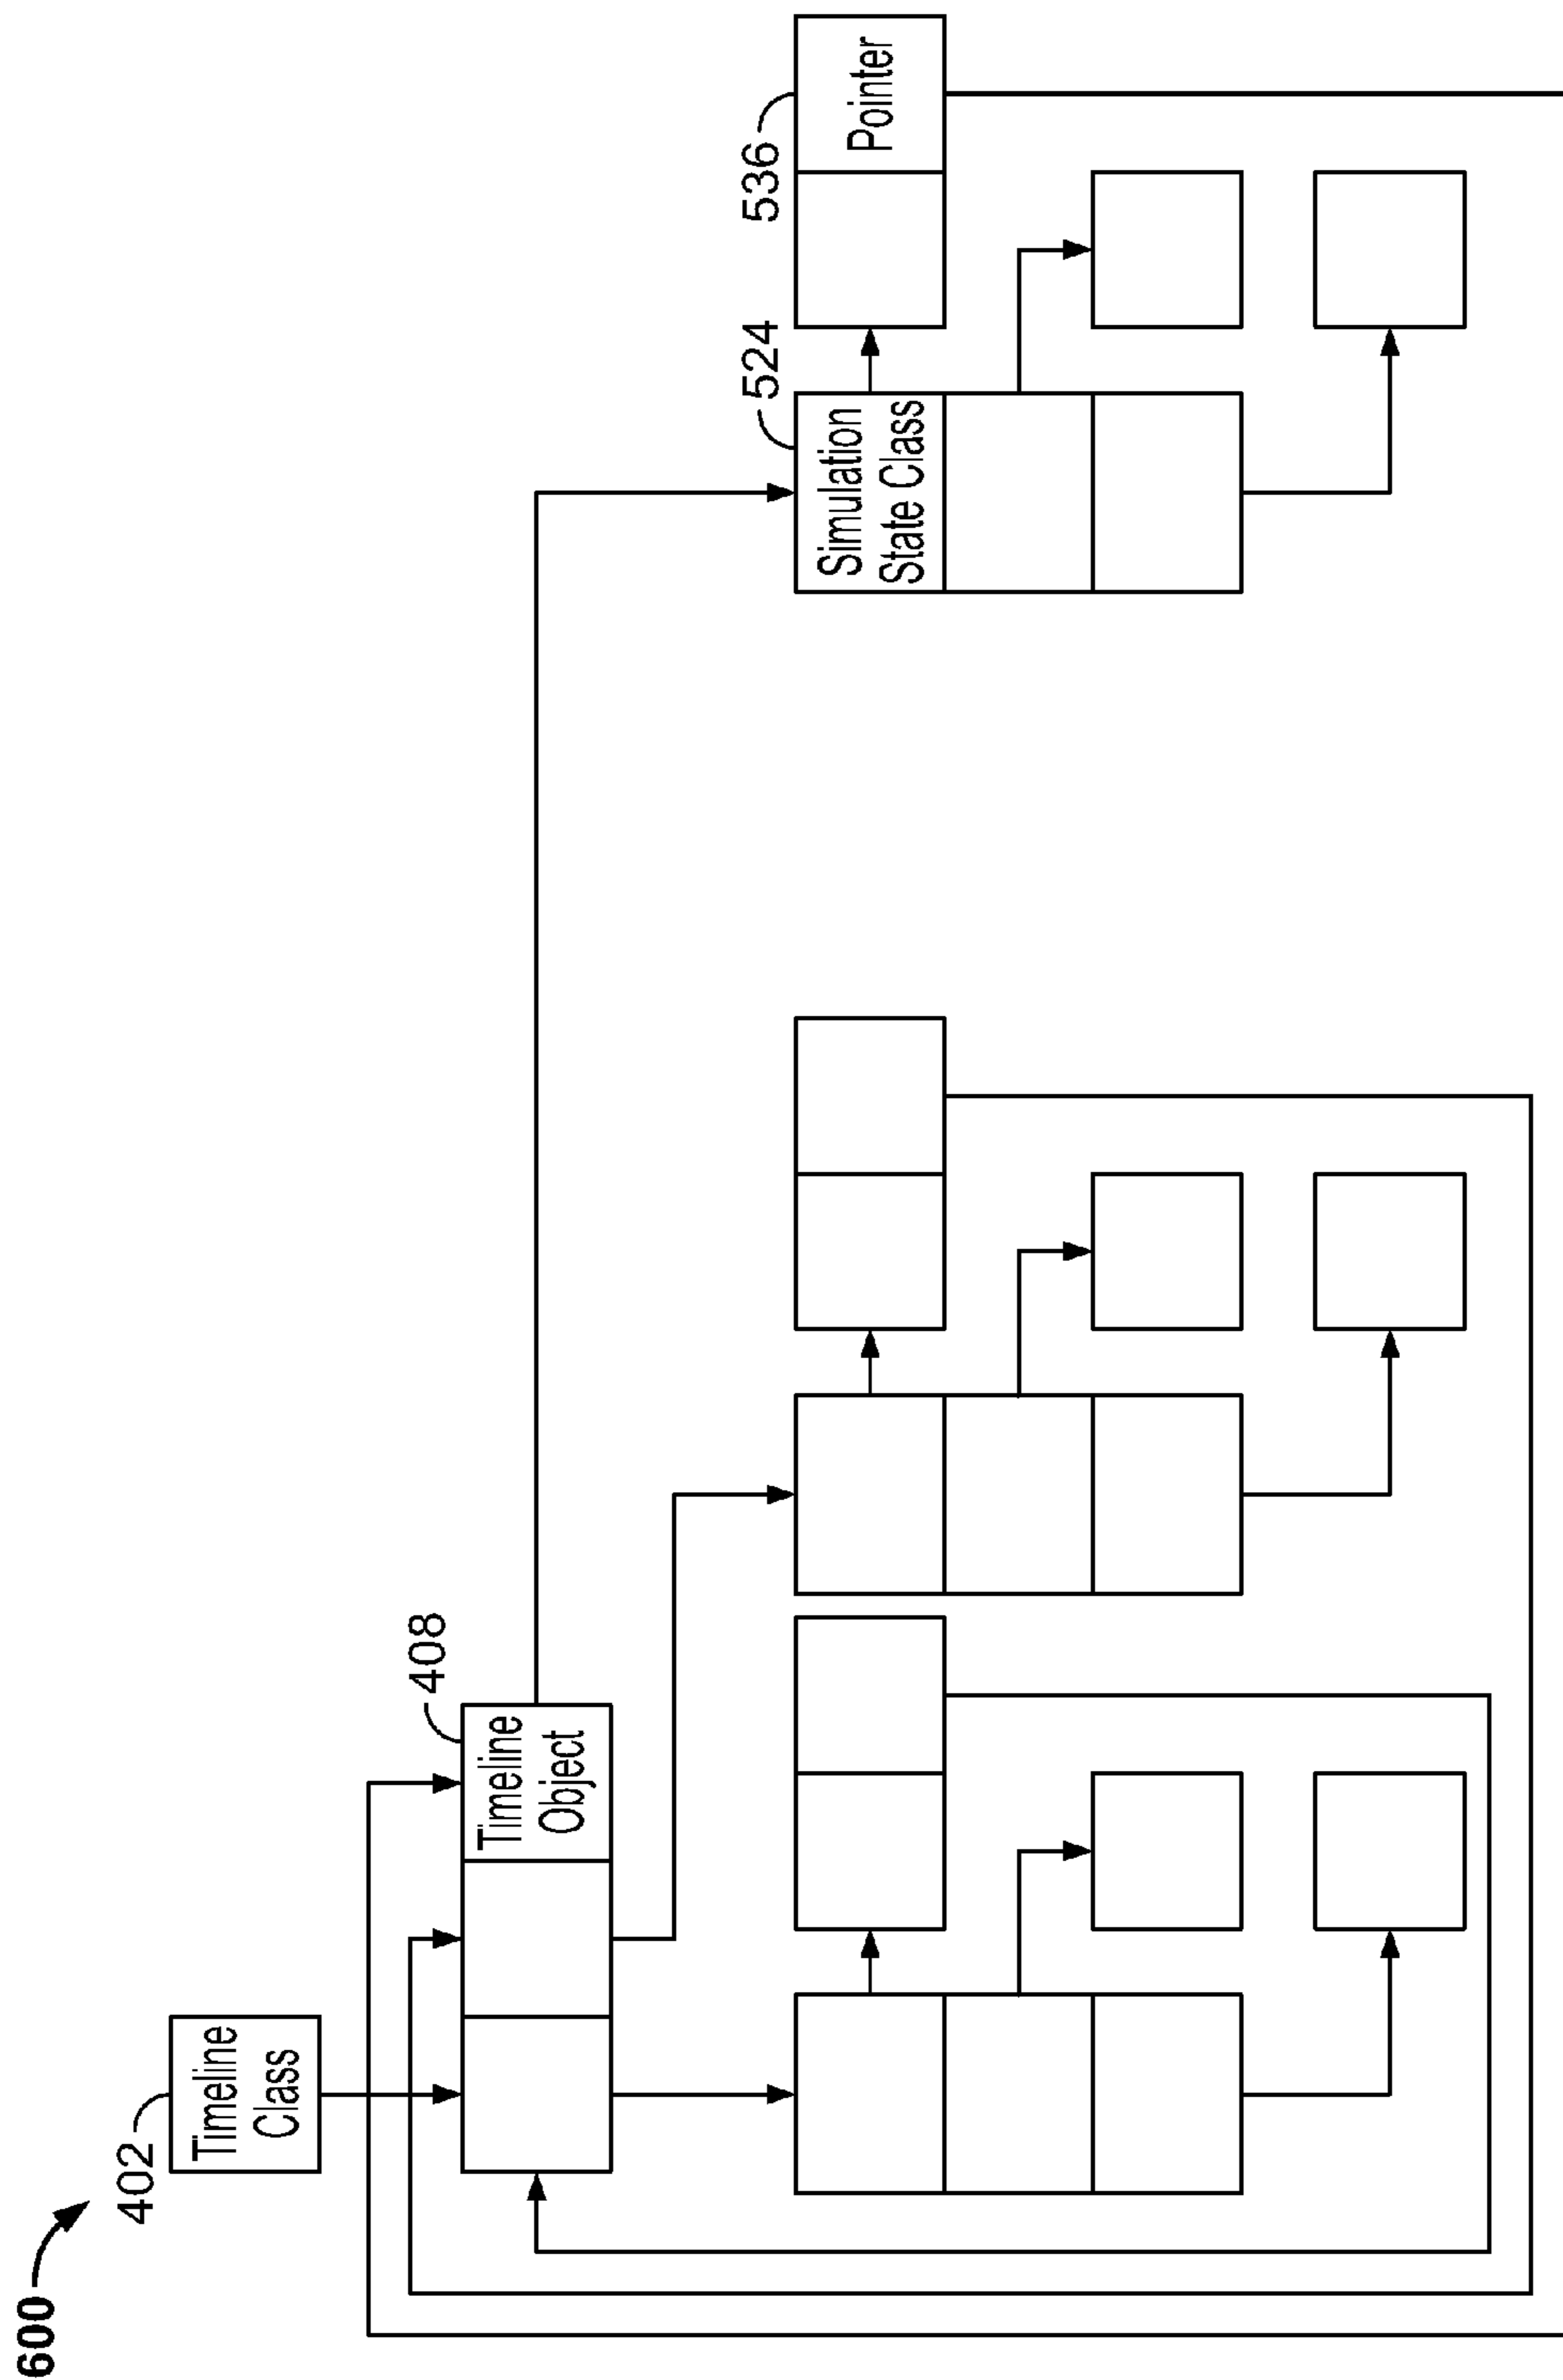 600
402
Timeline
Class
408
Timeline
Object
524
Simulation
State Class
536
Pointer